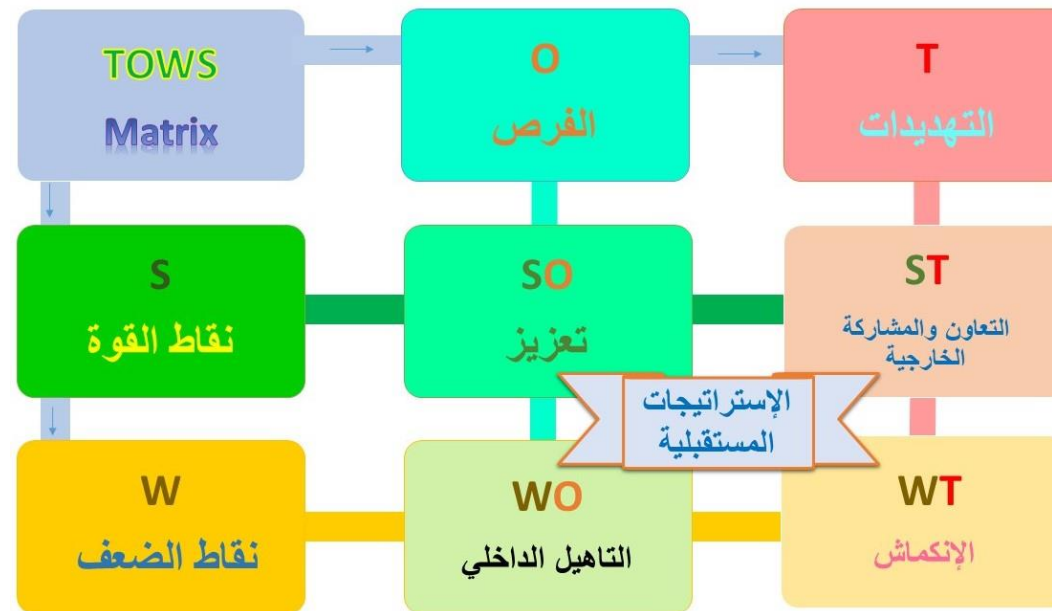 TOWS
Matrix
O
الفرص
T
التهديدات
S
نقاط القوة
SO
تعزيز
ST
التعاون والمشاركة
الخارجية
الإستراتيجات
المستقبلية
W
نقاط الضعف
WO
التاهيل الداخلي
WT
الإنكماش